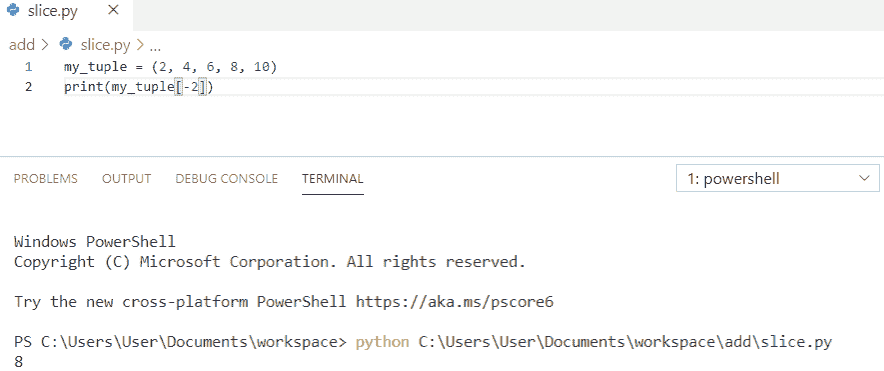 slice.py
add > slice.py > ...
1 my_tuple = (2, 4, 6, 8, 10)
2 print(my_tuple[-2])
PROBLEMS OUTPUT DEBUG CONSOLE TERMINAL 1: powershell
Windows PowerShell
Copyright (C) Microsoft Corporation. All rights reserved.
Try the new cross-platform PowerShell https://aka.ms/pscore6
PS C:\Users\User\Documents\workspace> python C:\Users\User\Documents\workspace\add\slice.py
8